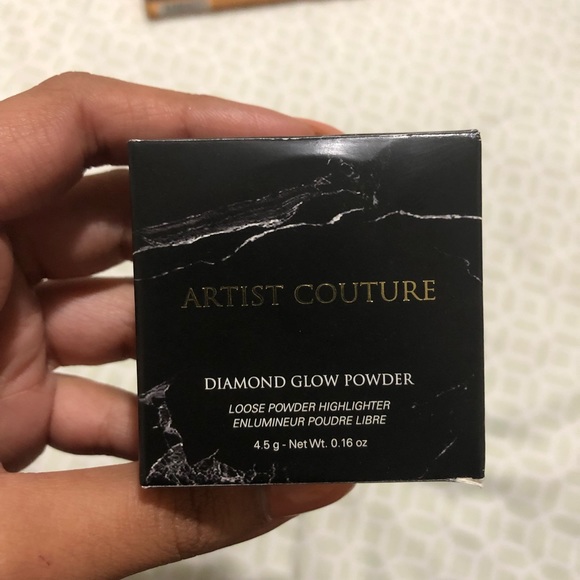 ARTIST COUTURE
DIAMOND GLOW POWDER
LOOSE POWDER HIGHLIGHTER
ENLUMINEUR POUDRE LIBRE
4.5 g - Net Wt. 0.16 oz